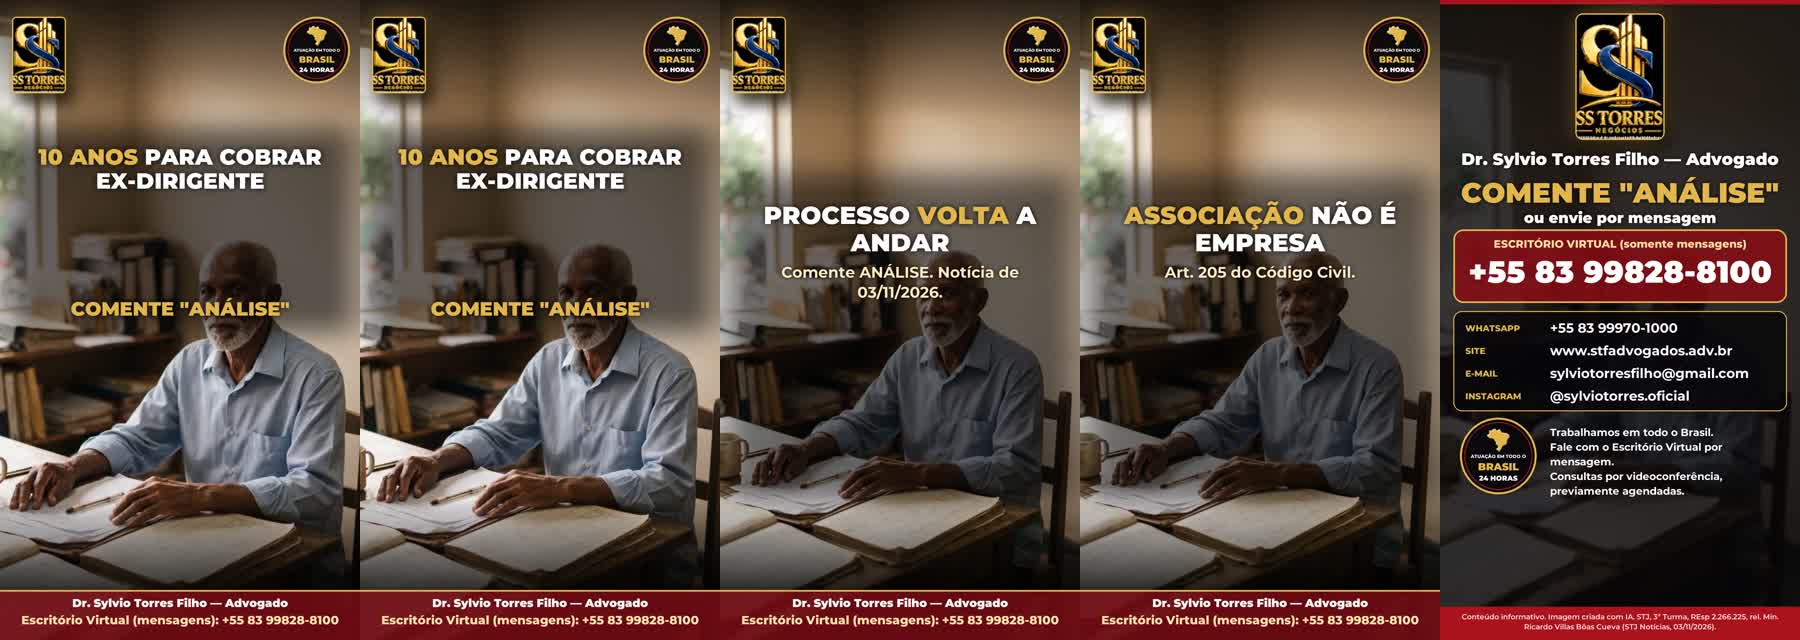 SS TORRES
NEGÓCIOS
ATUAÇÃO EM TODO O
BRASIL
24 HORAS
10 ANOS PARA COBRAR
EX-DIRIGENTE
COMENTE "ANÁLISE"
Dr. Sylvio Torres Filho — Advogado
Escritório Virtual (mensagens): +55 83 99828-8100
SS TORRES
NEGÓCIOS
ATUAÇÃO EM TODO O
BRASIL
24 HORAS
10 ANOS PARA COBRAR
EX-DIRIGENTE
COMENTE "ANÁLISE"
Dr. Sylvio Torres Filho — Advogado
Escritório Virtual (mensagens): +55 83 99828-8100
SS TORRES
NEGÓCIOS
ATUAÇÃO EM TODO O
BRASIL
24 HORAS
PROCESSO VOLTA A
ANDAR
Comente ANÁLISE. Notícia de
03/11/2026.
Dr. Sylvio Torres Filho — Advogado
Escritório Virtual (mensagens): +55 83 99828-8100
SS TORRES
NEGÓCIOS
ATUAÇÃO EM TODO O
BRASIL
24 HORAS
ASSOCIAÇÃO NÃO É
EMPRESA
Art. 205 do Código Civil.
Dr. Sylvio Torres Filho — Advogado
Escritório Virtual (mensagens): +55 83 99828-8100
SS TORRES
NEGÓCIOS
Dr. Sylvio Torres Filho — Advogado
COMENTE "ANÁLISE"
ou envie por mensagem
ESCRITÓRIO VIRTUAL (somente mensagens)
+55 83 99828-8100
WHATSAPP +55 83 99970-1000
SITE www.stfadvogados.adv.br
E-MAIL sylviotorresfilho@gmail.com
INSTAGRAM @sylviotorres.oficial
ATUAÇÃO EM TODO O
BRASIL
24 HORAS
Trabalhamos em todo o Brasil.
Fale com o Escritório Virtual por
mensagem.
Consultas por videoconferência,
previamente agendadas.
Conteúdo informativo. Imagem criada com IA. STJ, 3ª Turma, REsp 2.266.225, rel. Min.
Ricardo Villas Bôas Cueva (STJ Notícias, 03/11/2026).